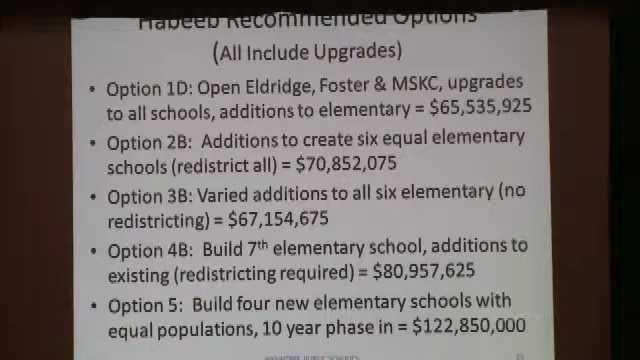 Habeeb Recommended Options
(All Include Upgrades)
• Option 1D: Open Eldridge, Foster & MSKC, upgrades
to all schools, additions to elementary = $65,535,925
• Option 2B: Additions to create six equal elementary
schools (redistrict all) = $70,852,075
• Option 3B: Varied additions to all six elementary (no
redistricting) = $67,154,675
• Option 4B: Build 7th elementary school, additions to
existing (redistricting required) = $80,957,625
• Option 5: Build four new elementary schools with
equal populations, 10 year phase in = $122,850,000
PUBLIC SCHOOLS